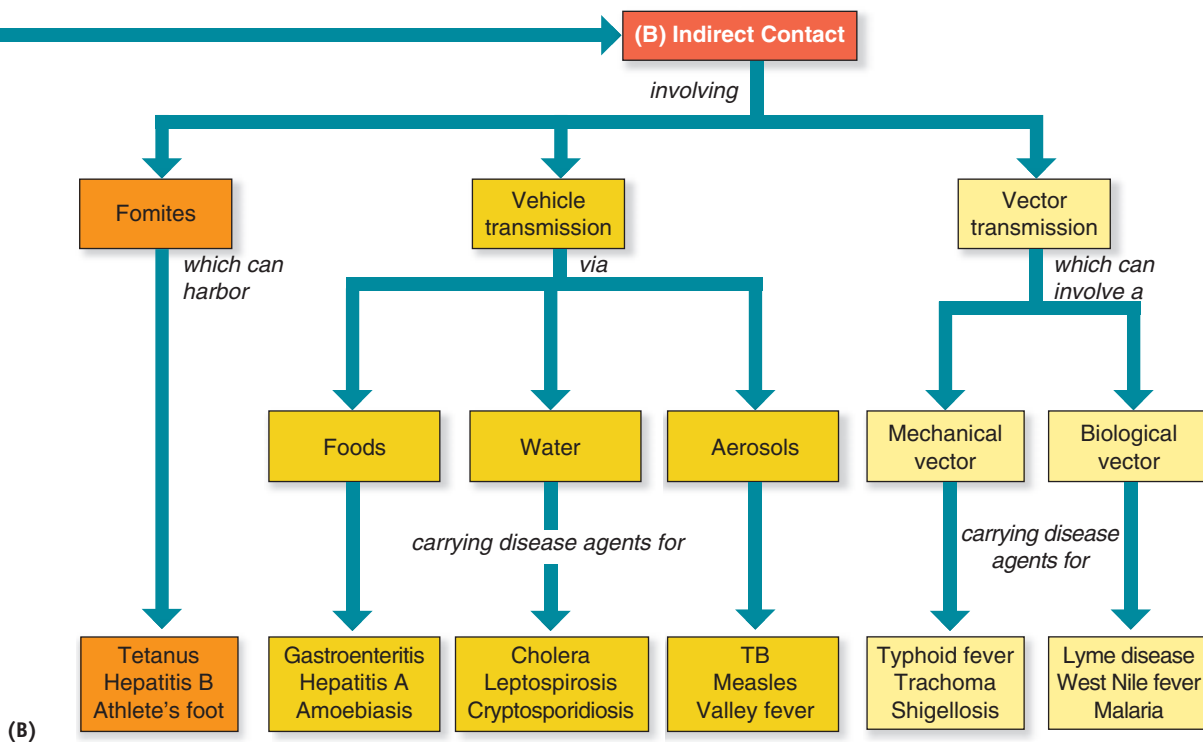 (B) Indirect Contact
involving
Fomites
Vehicle
transmission
Vector
transmission
which can
harbor
via
which can
involve a
Foods
Water
Aerosols
Mechanical
vector
Biological
vector
carrying disease agents for
carrying disease
agents for
Tetanus
Hepatitis B
Athlete's foot
Gastroenteritis
Hepatitis A
Amoebiasis
Cholera
Leptospirosis
Cryptosporidiosis
TB
Measles
Valley fever
Typhoid fever
Trachoma
Shigellosis
Lyme disease
West Nile fever
Malaria
(B)